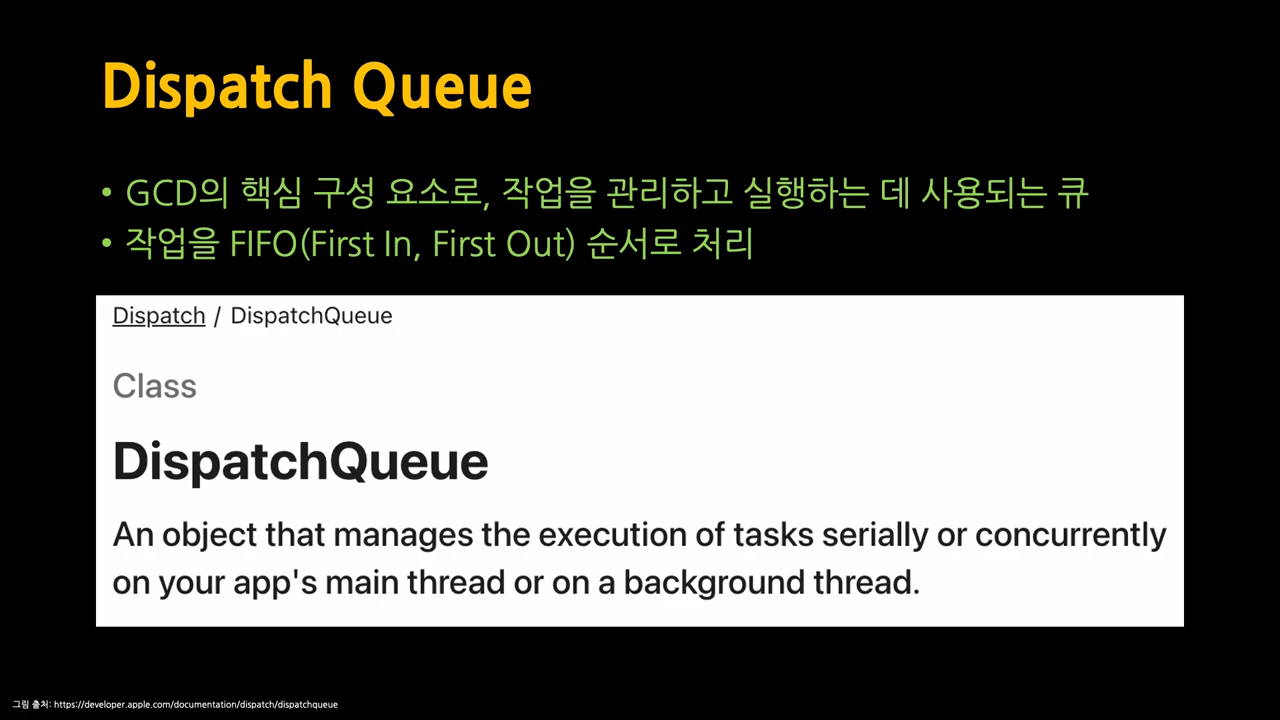 Dispatch Queue
• GCD의 핵심 구성 요소로, 작업을 관리하고 실행하는 데 사용되는 큐
• 작업을 FIFO(First In, First Out) 순서로 처리
Dispatch / DispatchQueue
Class
DispatchQueue
An object that manages the execution of tasks serially or concurrently
on your app's main thread or on a background thread.
그림 출처: https://developer.apple.com/documentation/dispatch/dispatchqueue